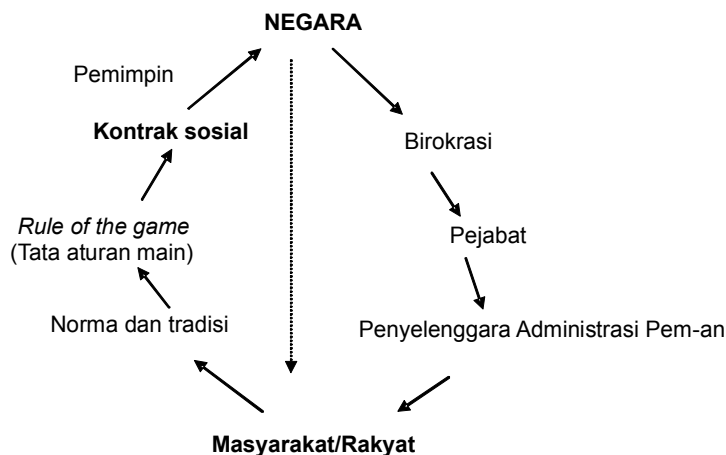 NEGARA
Pemimpin
Kontrak sosial
Birokrasi
Rule of the game
(Tata aturan main)
Pejabat
Norma dan tradisi
Penyelenggara Administrasi Pem-an
Masyarakat/Rakyat